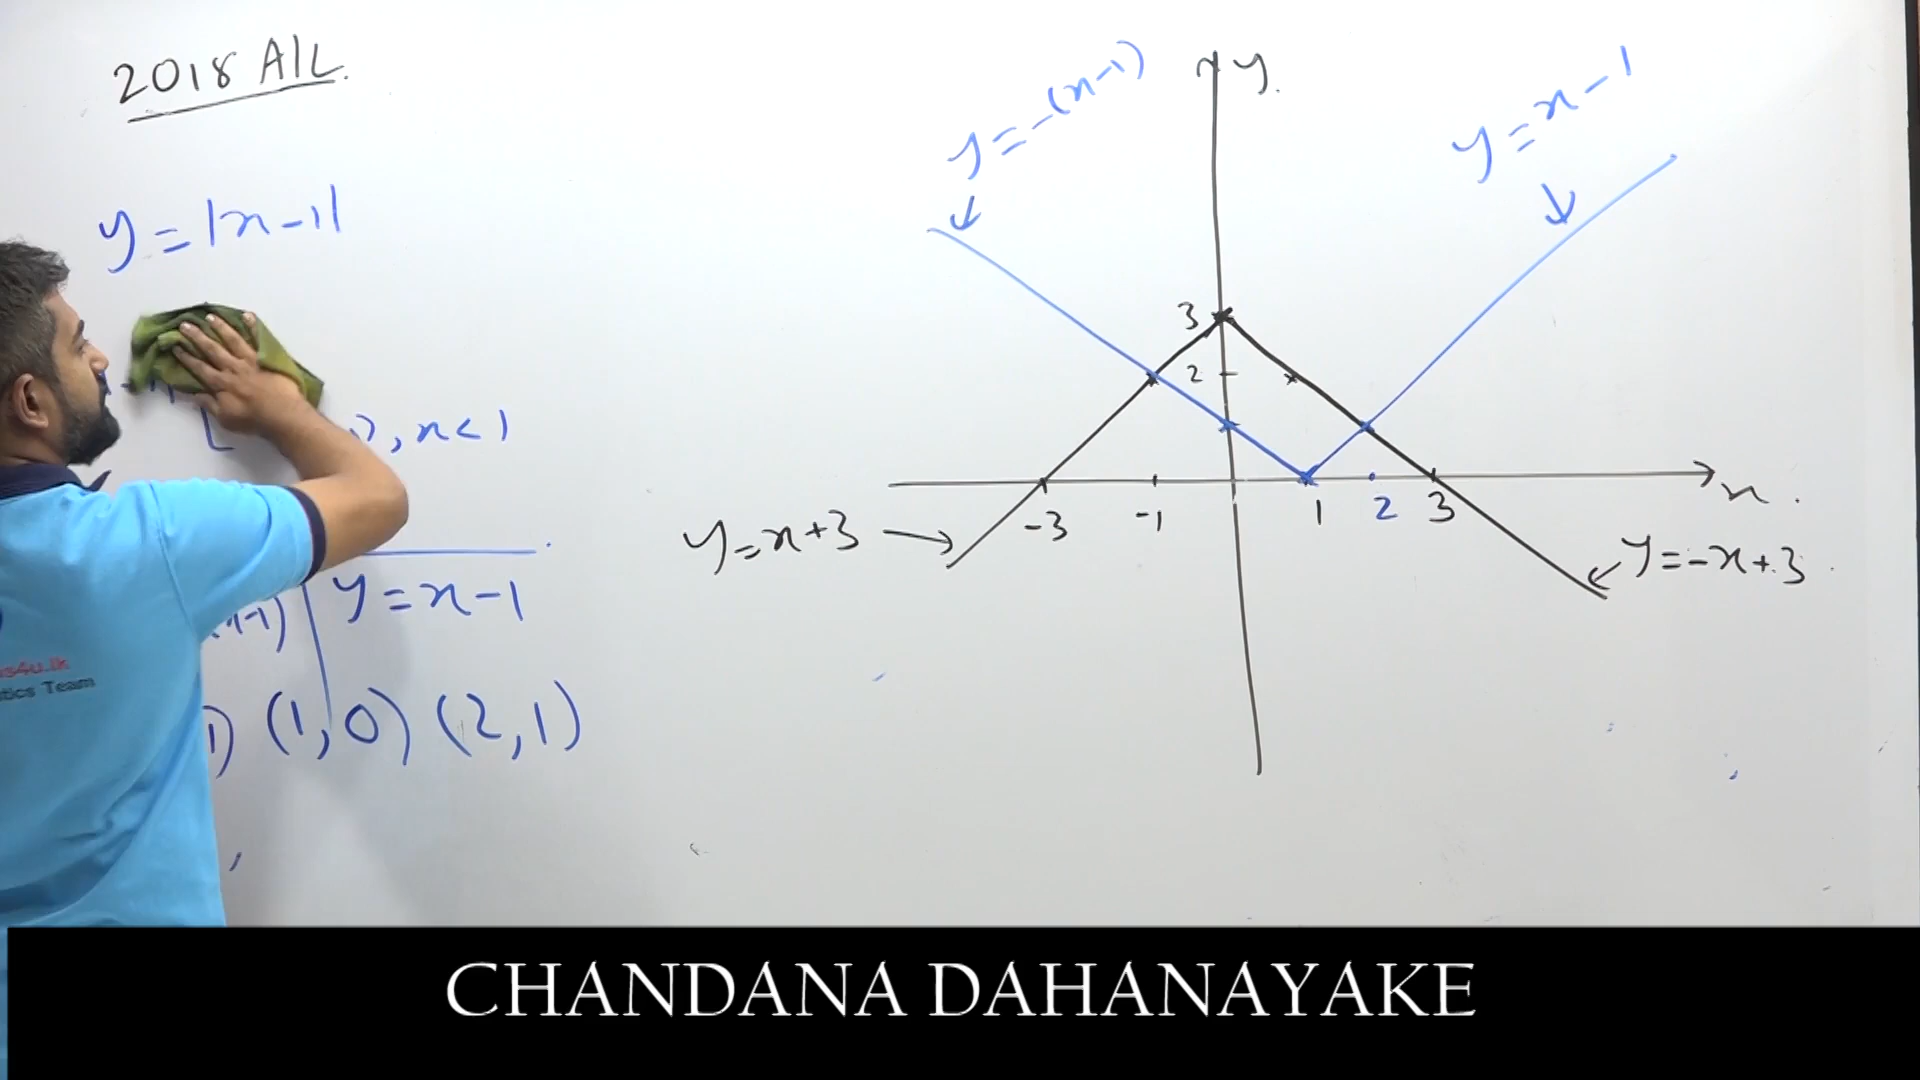 2018 A/L.
y = |x-1|
, x < 1
y = x-1
(1,0) (2,1)
y = -(x-1)
y = x-1
y.
3
2
-3 -1 1 2 3
x.
y=x+3
y=-x+3
s4u.lk
tics Team
CHANDANA DAHANAYAKE